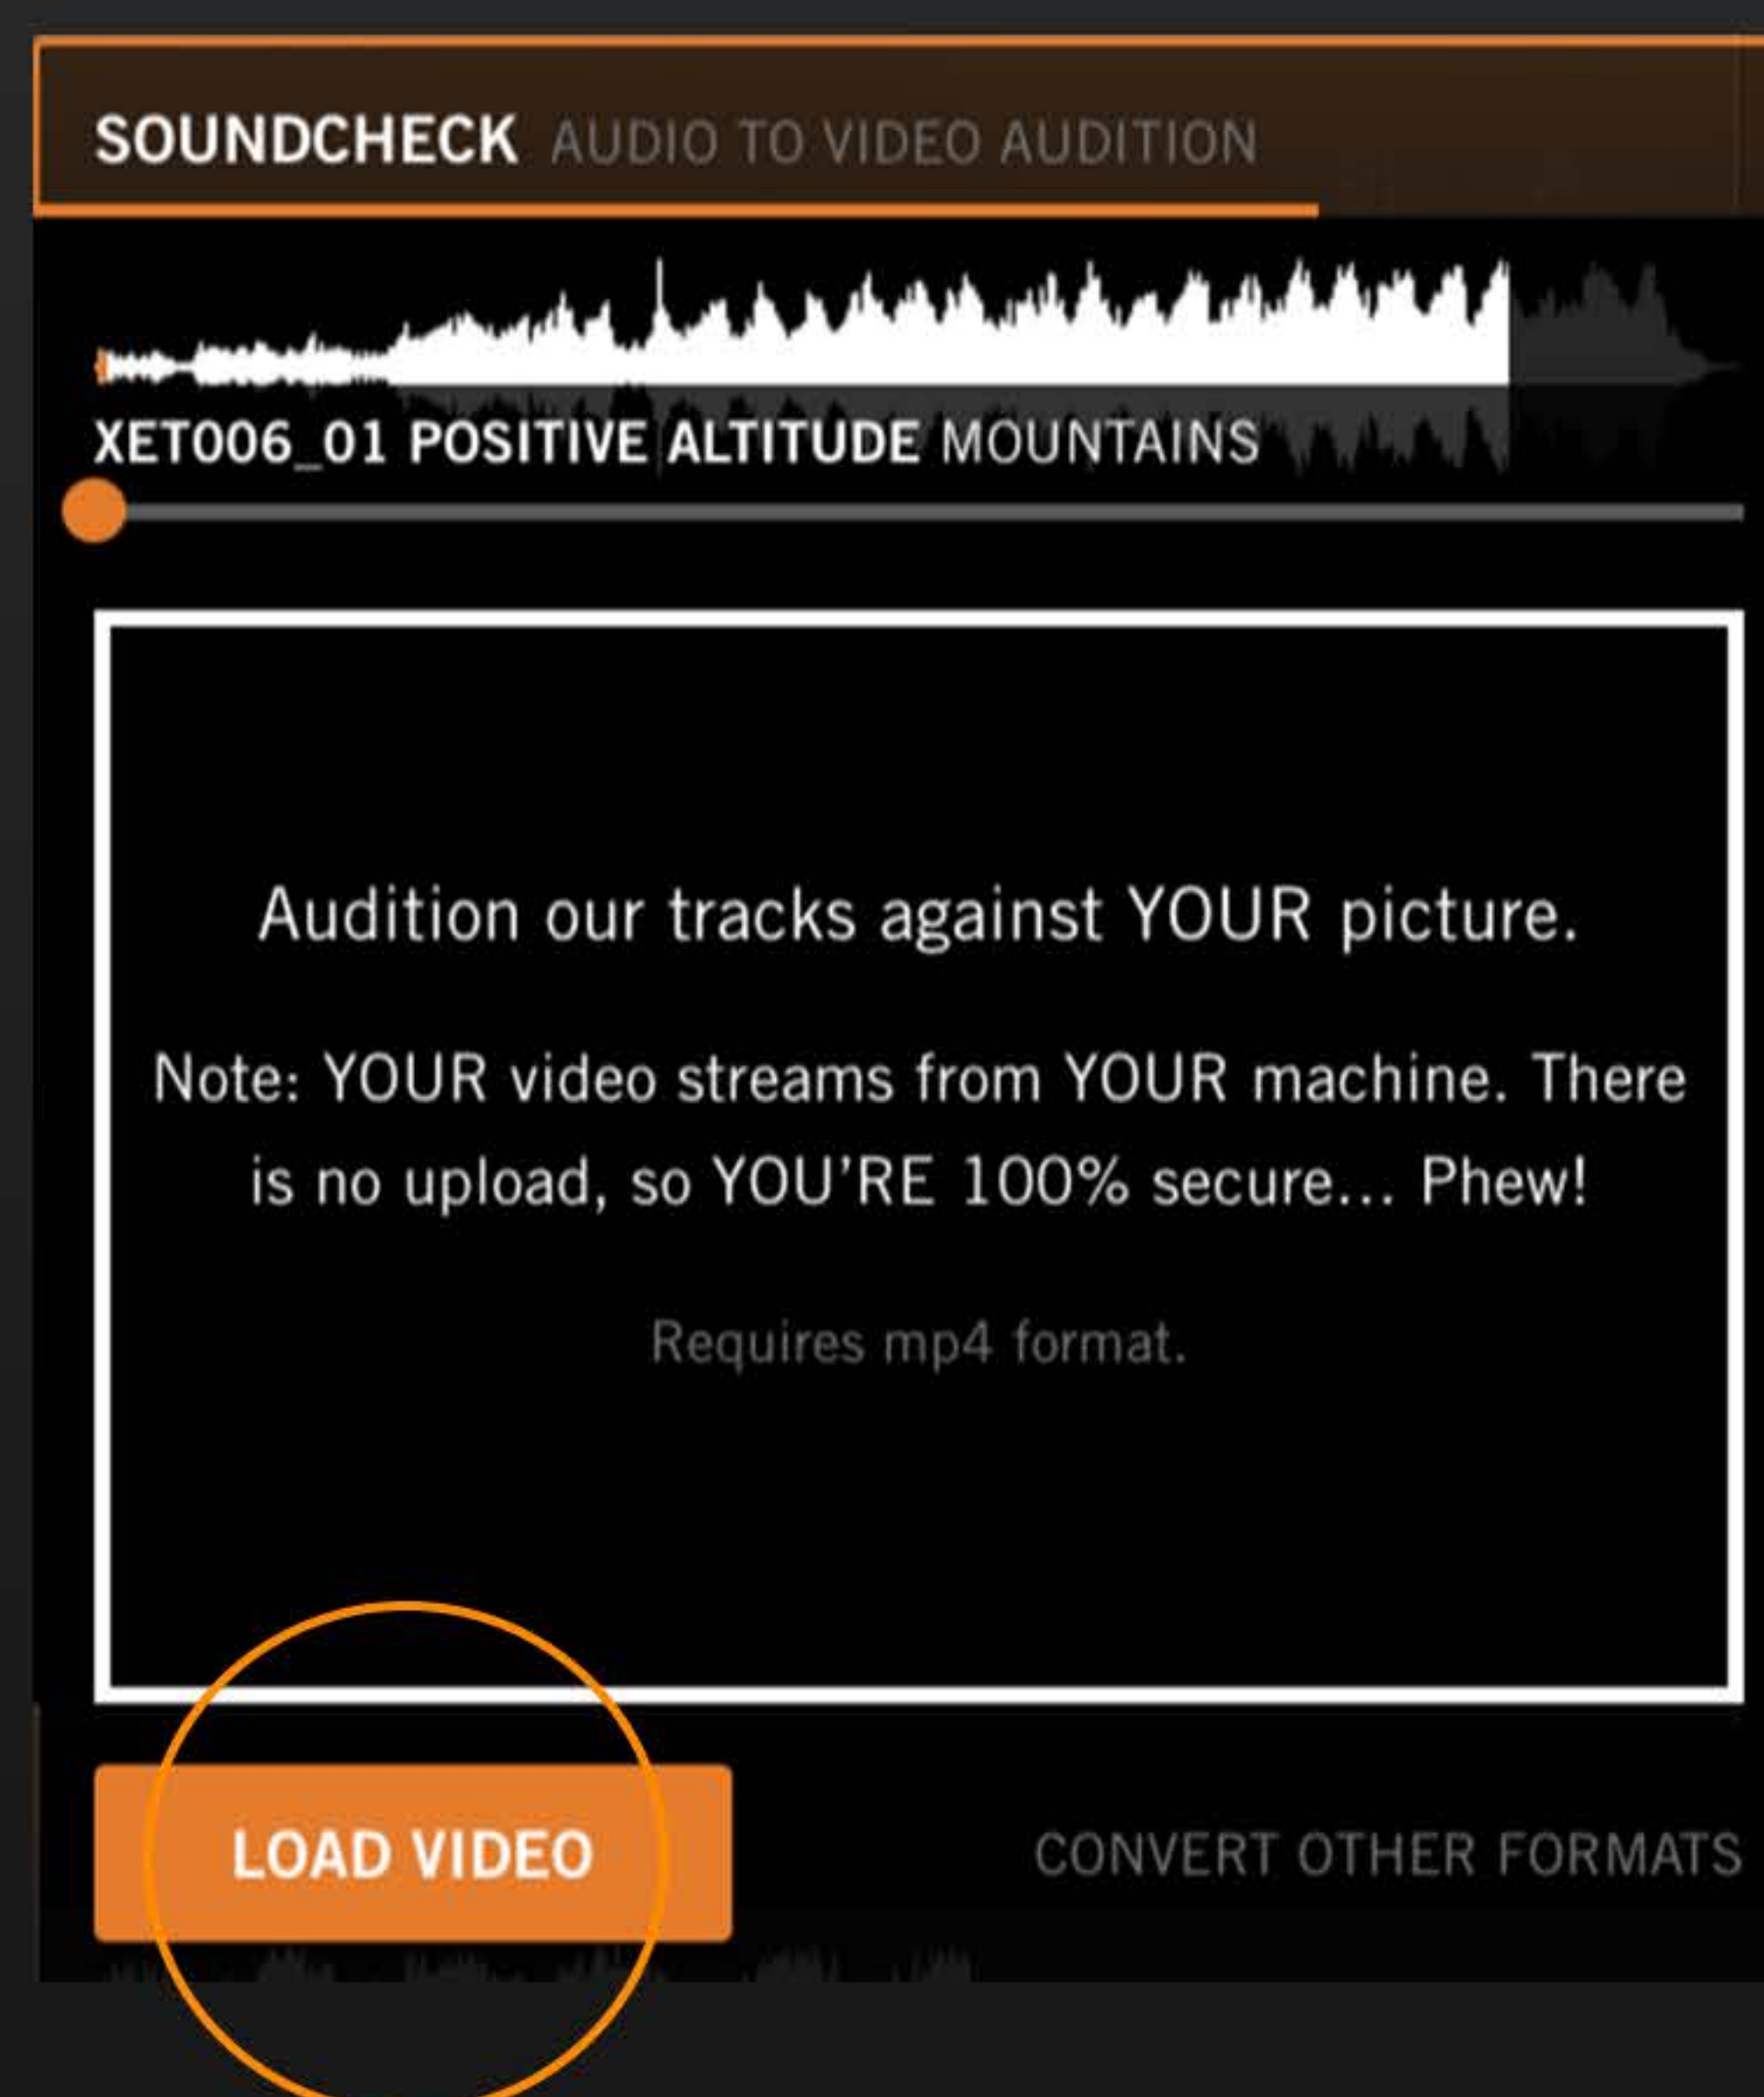 SOUNDCHECK AUDIO TO VIDEO AUDITION
XET006_01 POSITIVE ALTITUDE MOUNTAINS
Audition our tracks against YOUR picture.
Note: YOUR video streams from YOUR machine. There
is no upload, so YOU'RE 100% secure... Phew!
Requires mp4 format.
LOAD VIDEO
CONVERT OTHER FORMATS